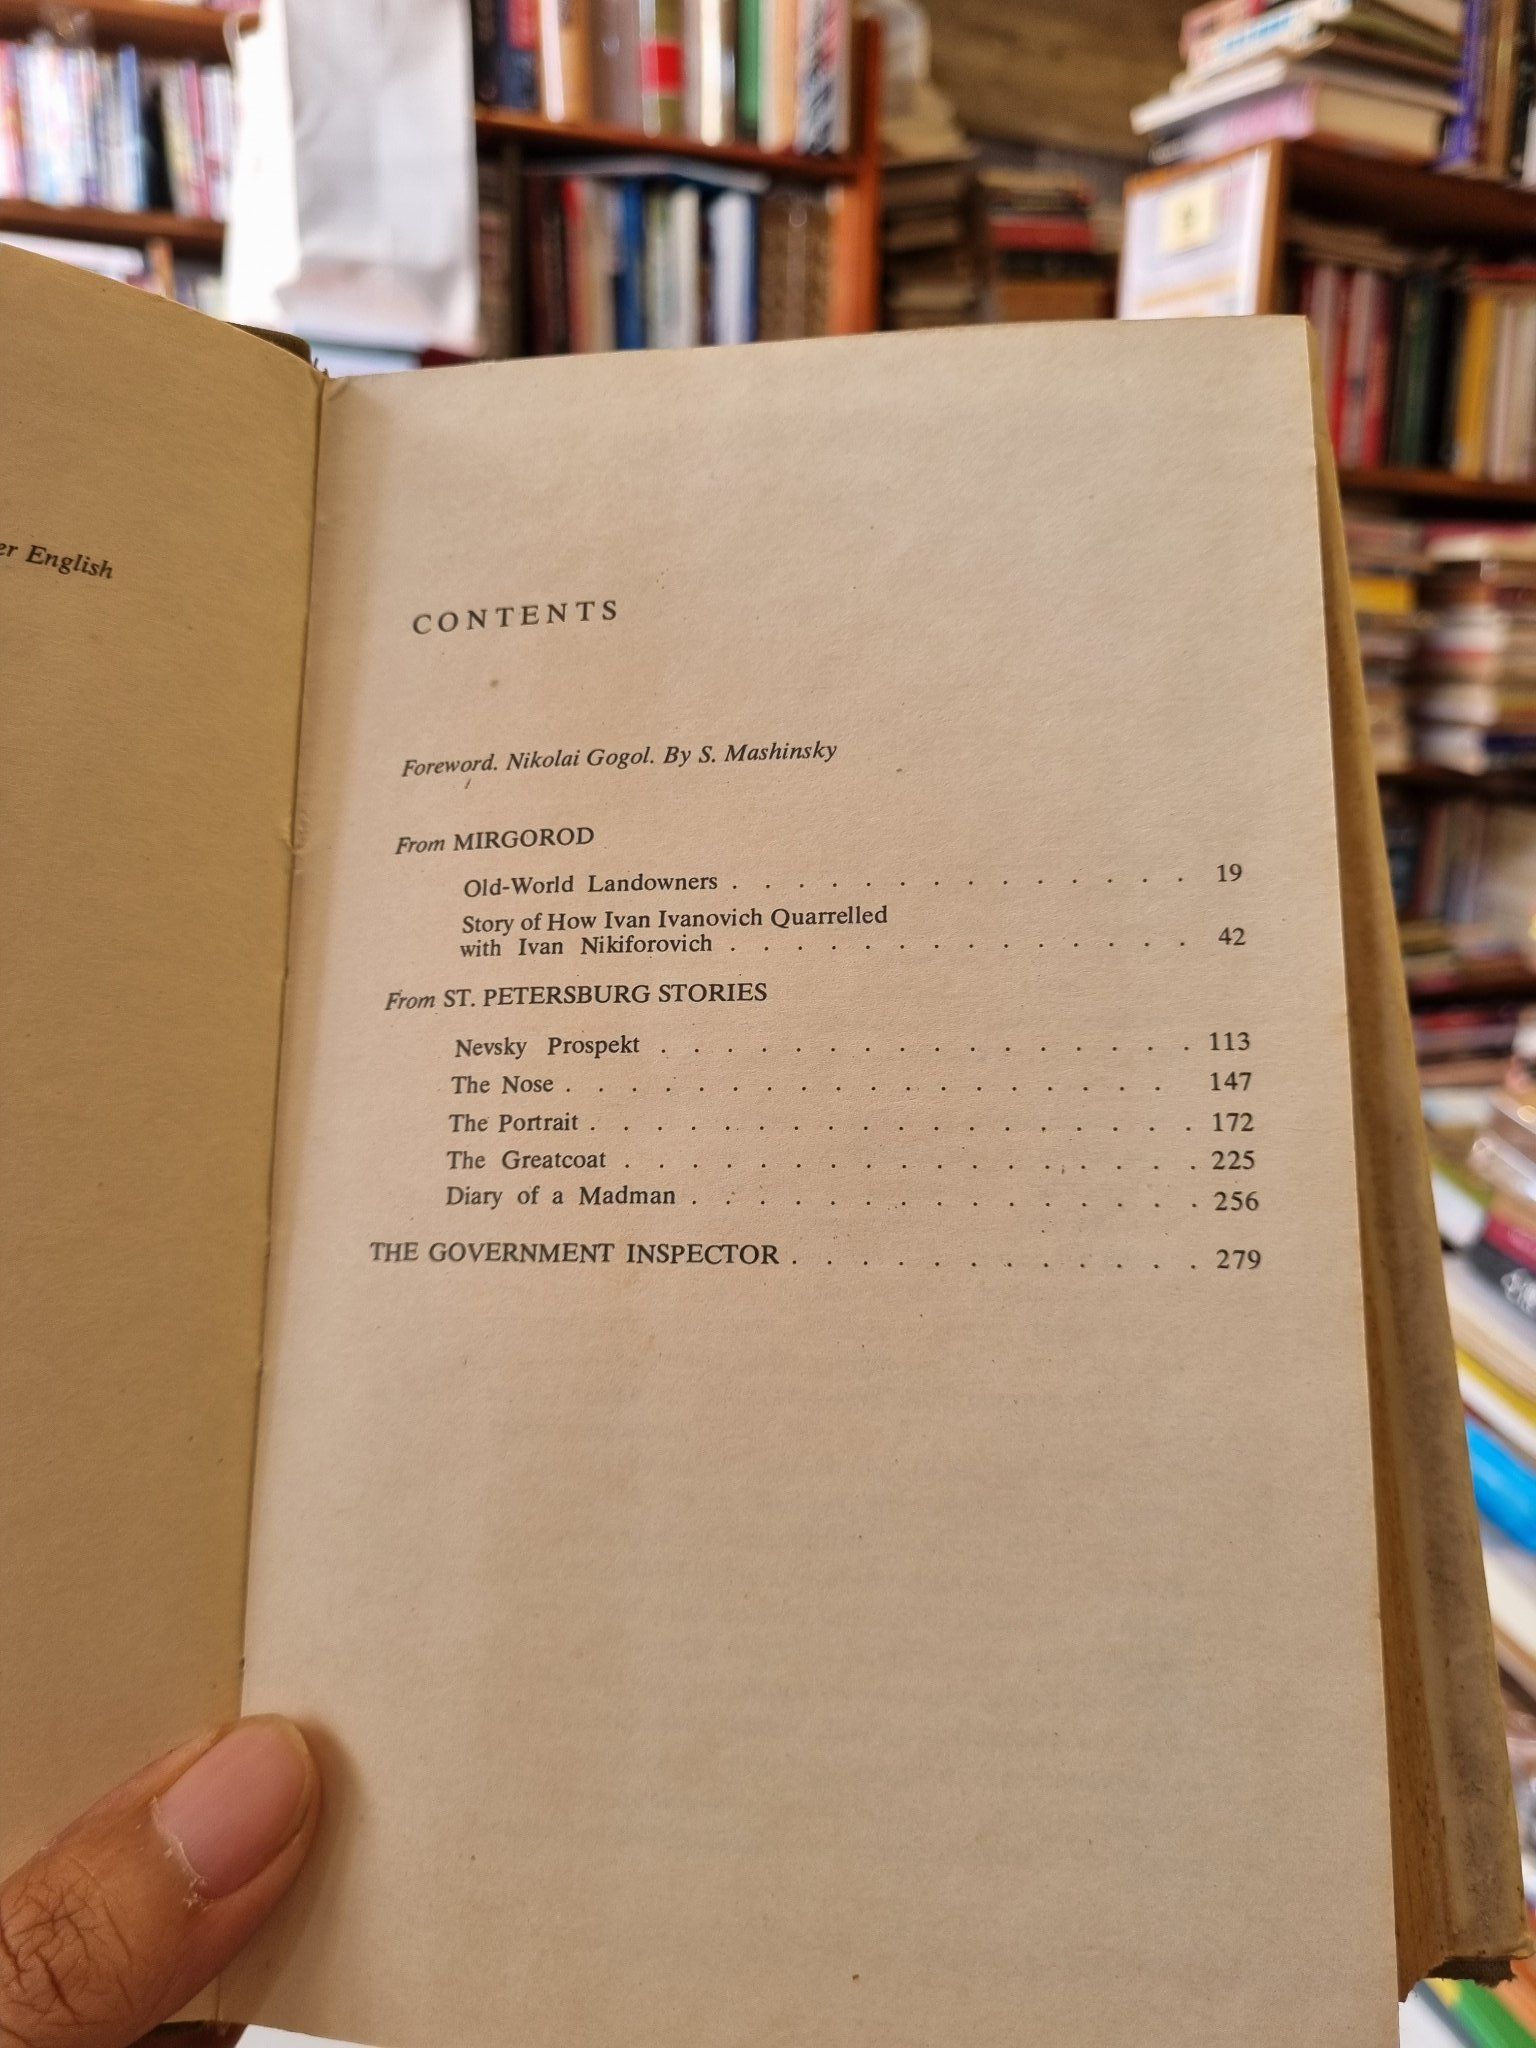 er English
CONTENTS
Foreword. Nikolai Gogol. By S. Mashinsky
From MIRGOROD
Old-World Landowners . . . . . . . . . . . . . . 19
Story of How Ivan Ivanovich Quarrelled
with Ivan Nikiforovich . . . . . . . . . . . . . . 42
From ST. PETERSBURG STORIES
Nevsky Prospekt . . . . . . . . . . . . . . . . 113
The Nose . . . . . . . . . . . . . . . . . . 147
The Portrait . . . . . . . . . . . . . . . . . . 172
The Greatcoat . . . . . . . . . . . . . . . . . 225
Diary of a Madman . . . . . . . . . . . . . . . 256
THE GOVERNMENT INSPECTOR . . . . . . . . . . . . 279